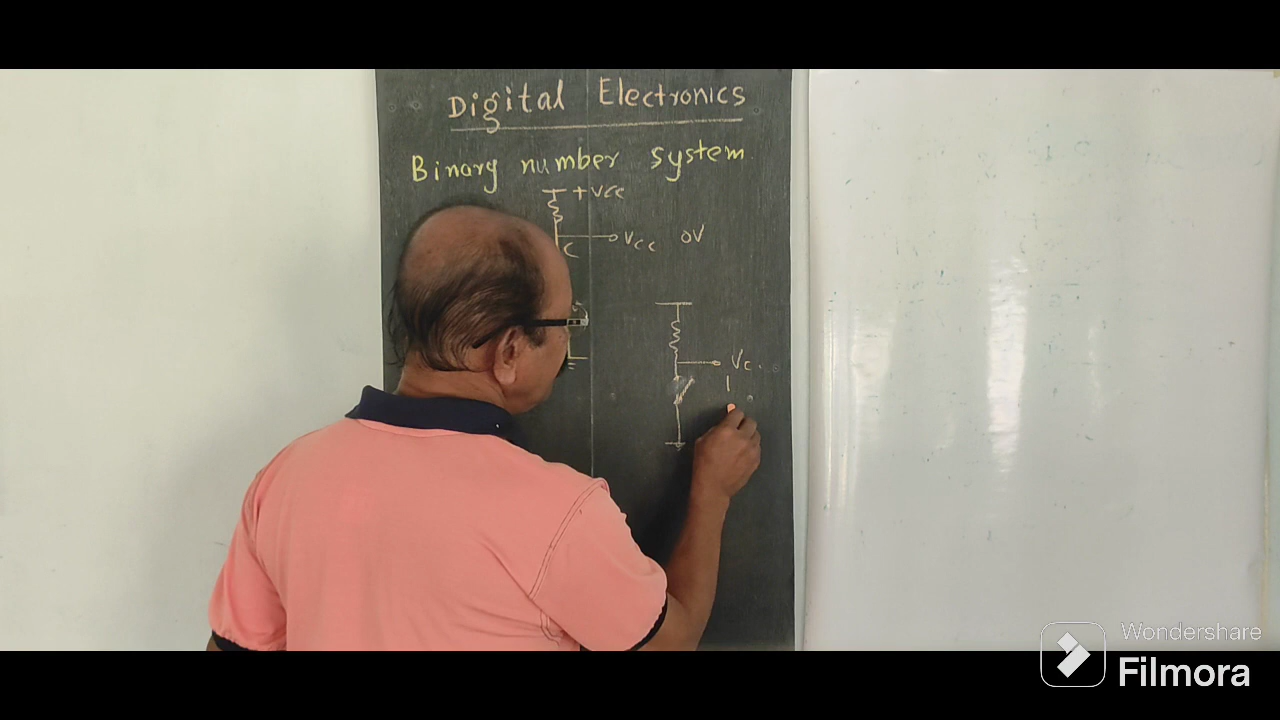 Digital Electronics
Binary number system
+ VCC
C
VCC 0V
VC
1
Wondershare
Filmora